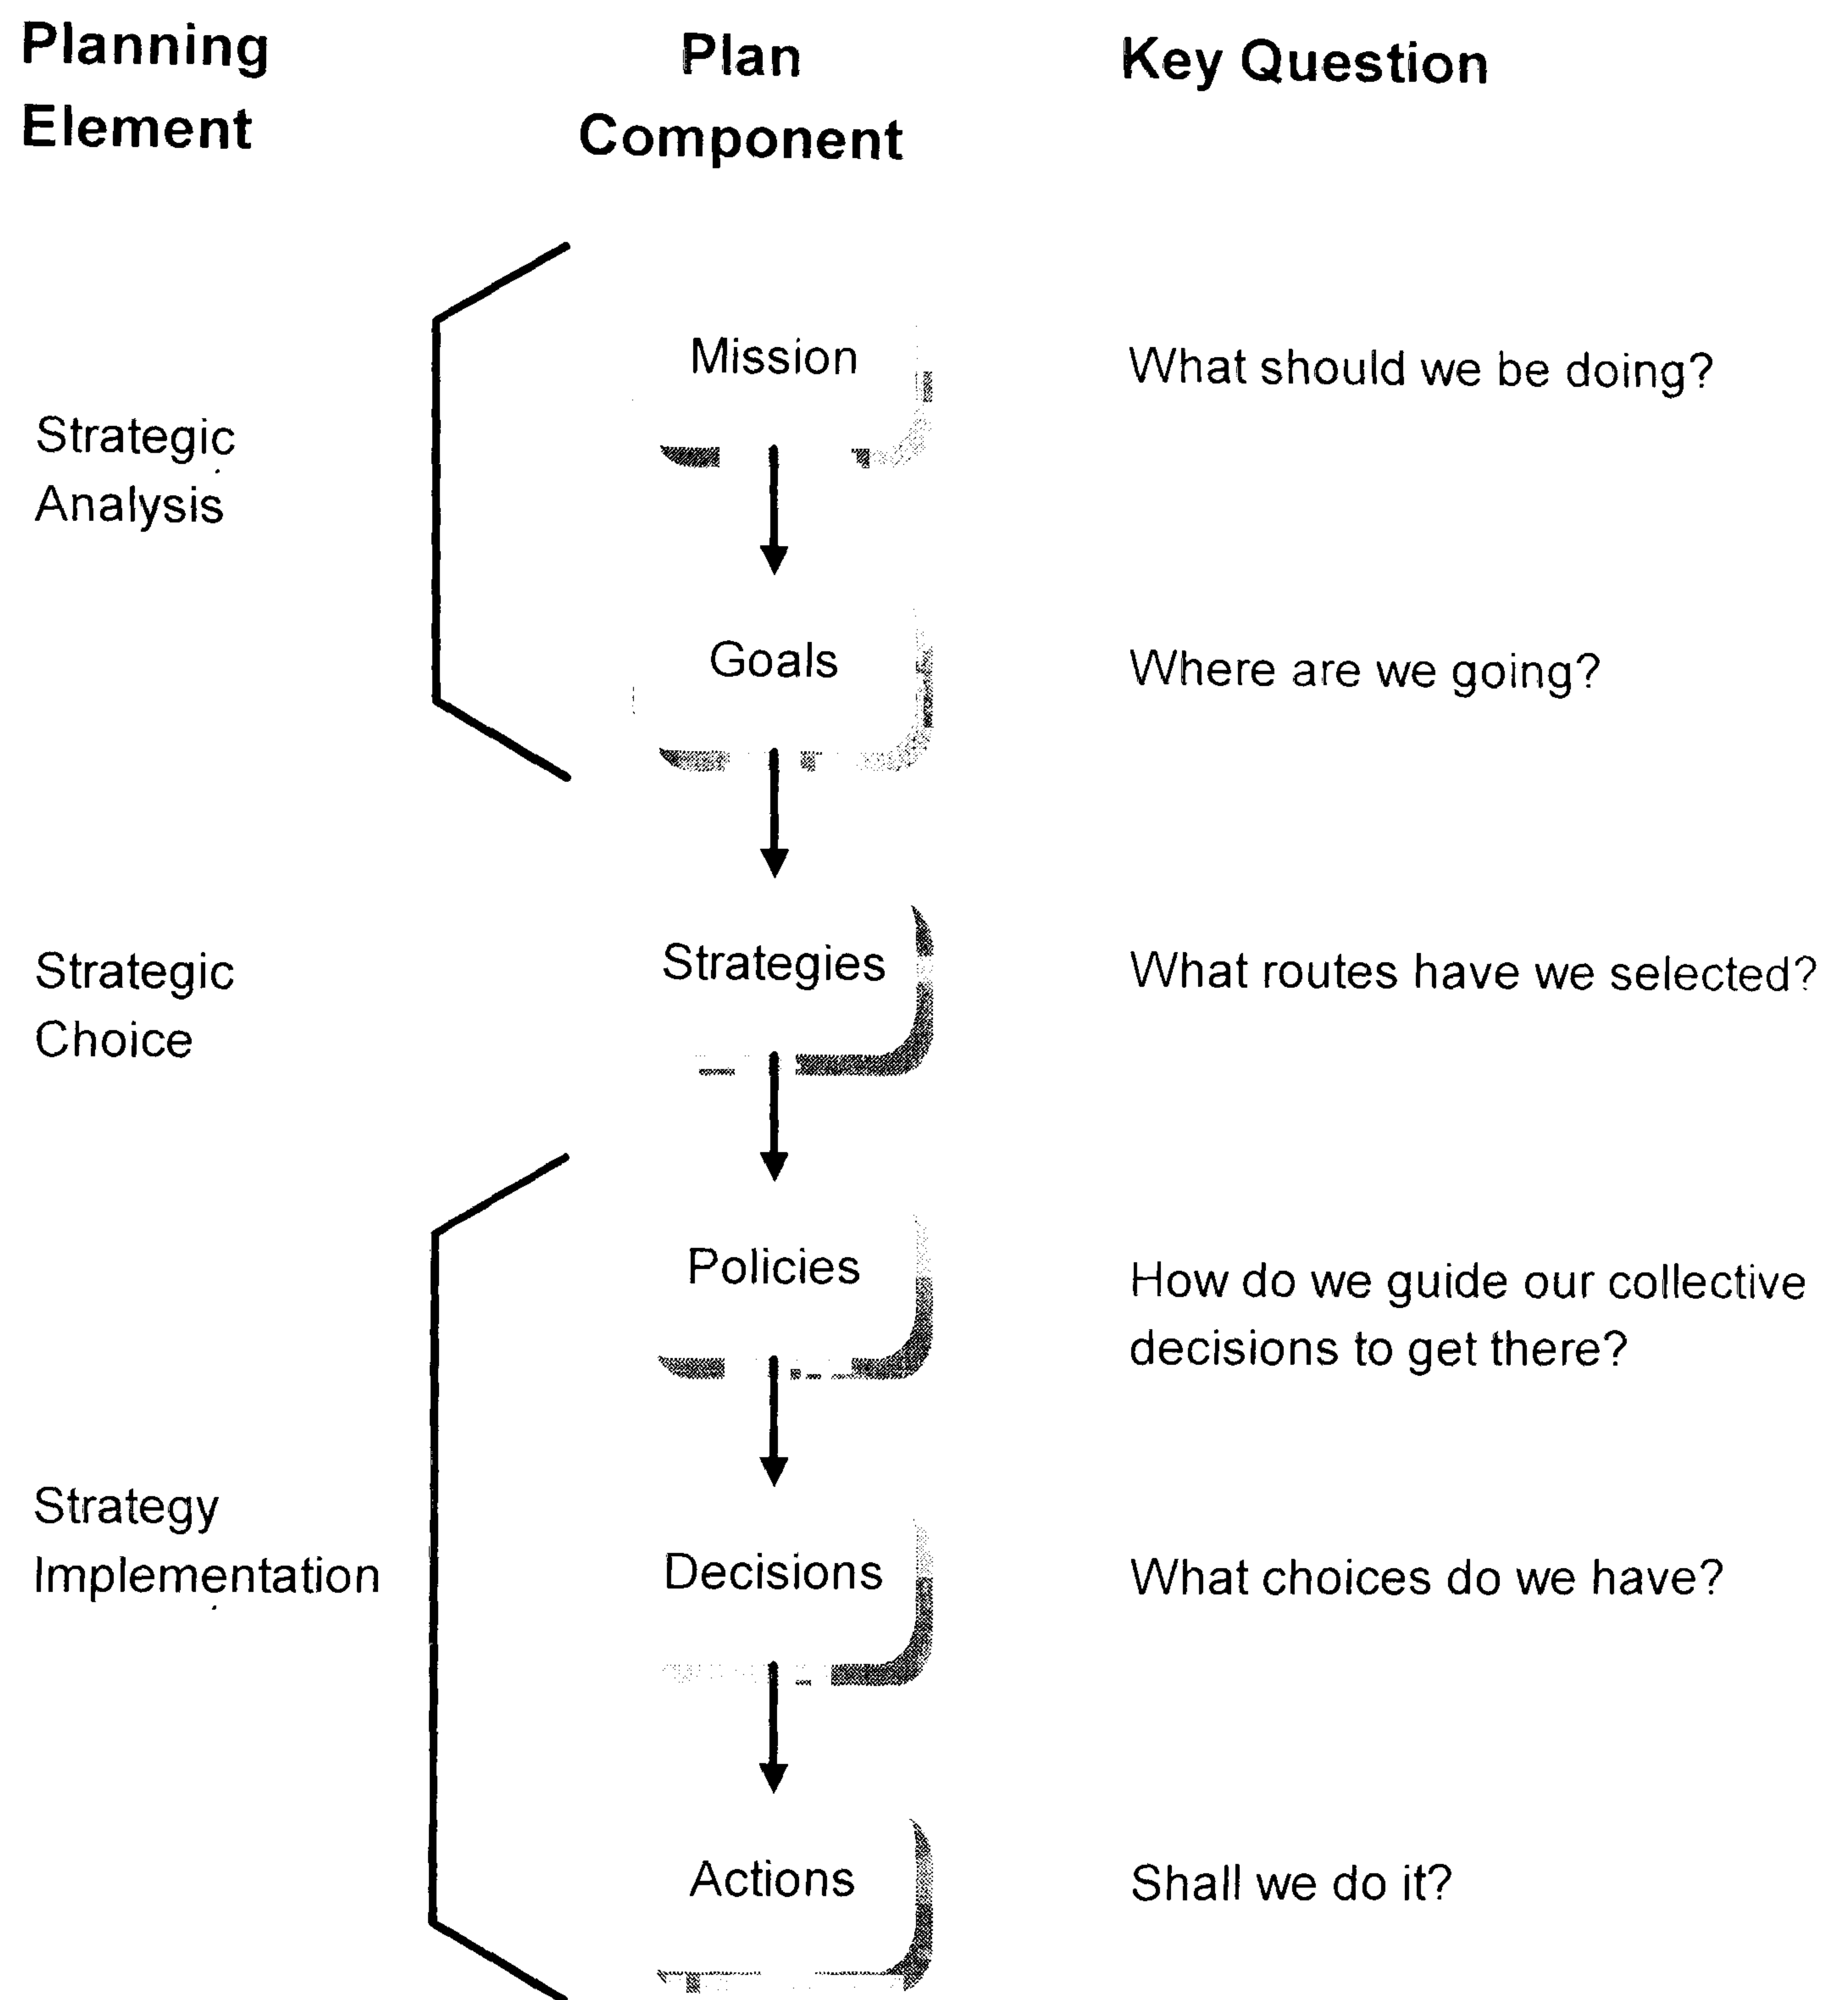 Planning
Element
Plan
Component
Key Question
Strategic
Analysis
Mission
What should we be doing?
Goals
Where are we going?
Strategic
Choice
Strategies
What routes have we selected?
Strategy
Implementation
Policies
How do we guide our collective
decisions to get there?
Decisions
What choices do we have?
Actions
Shall we do it?